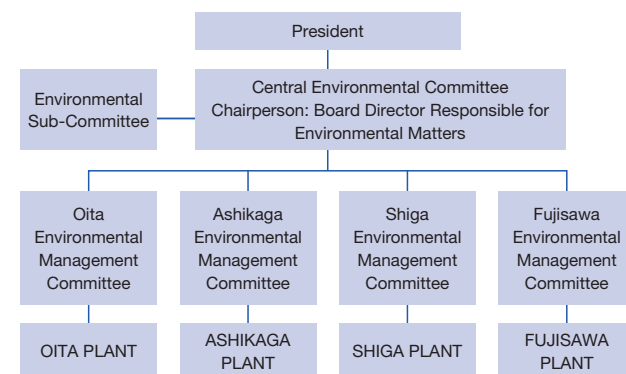 President
Environmental
Sub-Committee
Central Environmental Committee
Chairperson: Board Director Responsible for
Environmental Matters
Oita
Environmental
Management
Committee
Ashikaga
Environmental
Management
Committee
Shiga
Environmental
Management
Committee
Fujisawa
Environmental
Management
Committee
OITA PLANT
ASHIKAGA
PLANT
SHIGA PLANT
FUJISAWA
PLANT